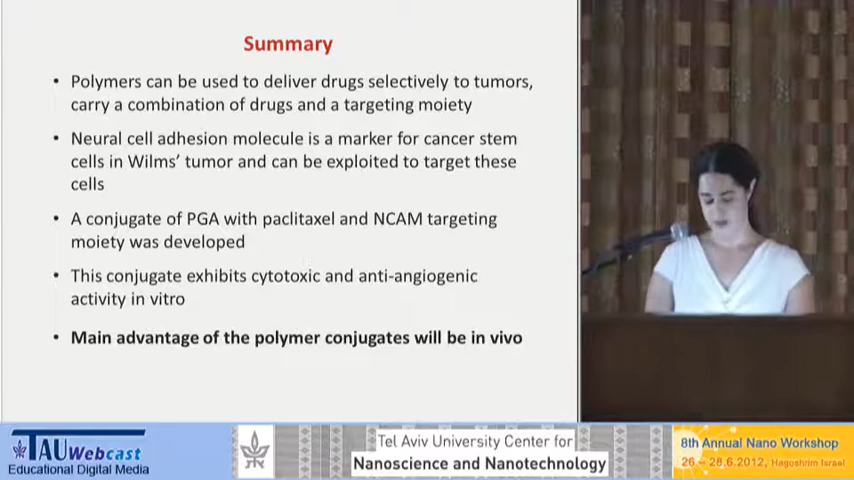 Summary
• Polymers can be used to deliver drugs selectively to tumors,
carry a combination of drugs and a targeting moiety
• Neural cell adhesion molecule is a marker for cancer stem
cells in Wilms' tumor and can be exploited to target these
cells
• A conjugate of PGA with paclitaxel and NCAM targeting
moiety was developed
• This conjugate exhibits cytotoxic and anti-angiogenic
activity in vitro
• Main advantage of the polymer conjugates will be in vivo
TAU Webcast
Educational Digital Media
Tel Aviv University Center for
Nanoscience and Nanotechnology
8th Annual Nano Workshop
26 – 28.6.2012, Hagoshrim Israel